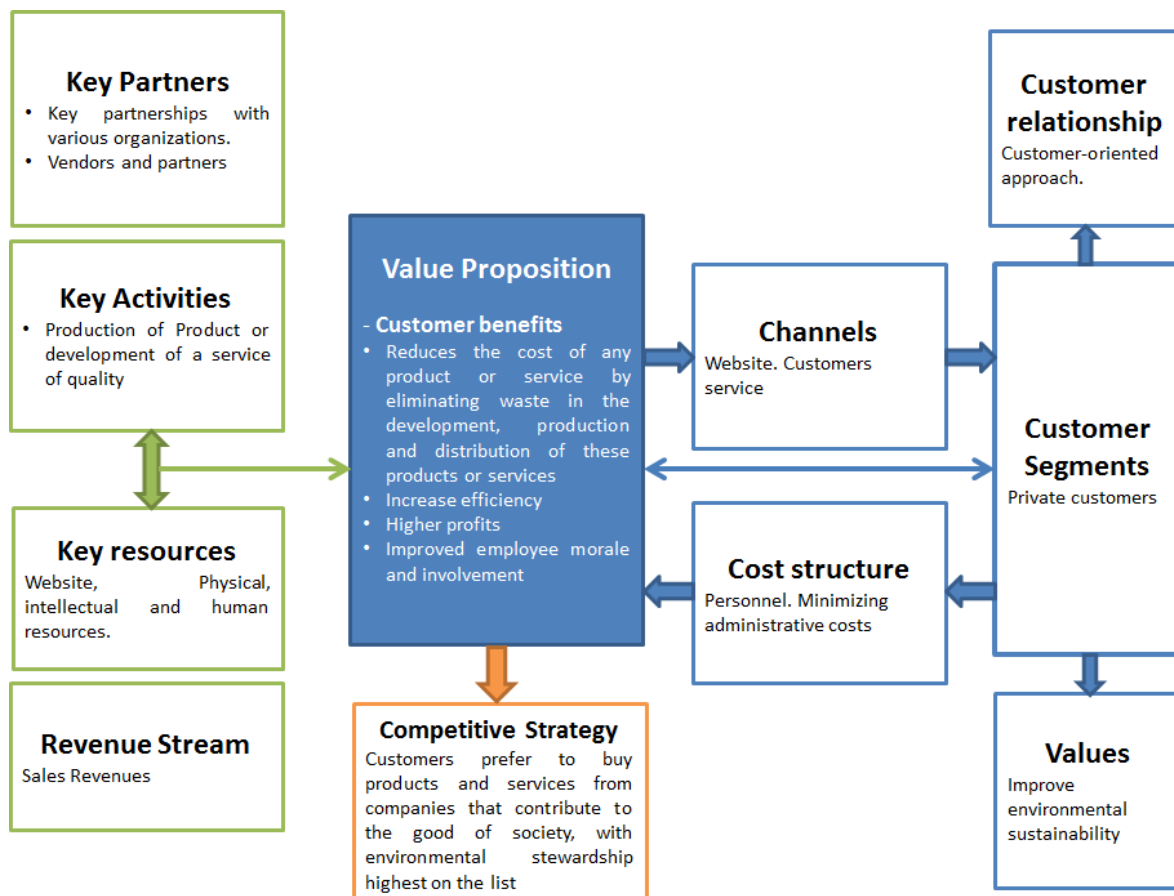 Key Partners
• Key partnerships with
various organizations.
• Vendors and partners
Key Activities
• Production of Product or
development of a service
of quality
Key resources
Website, Physical,
intellectual and human
resources.
Revenue Stream
Sales Revenues
Value Proposition
- Customer benefits
• Reduces the cost of any
product or service by
eliminating waste in the
development, production
and distribution of these
products or services
• Increase efficiency
• Higher profits
• Improved employee morale
and involvement
Competitive Strategy
Customers prefer to buy
products and services from
companies that contribute to
the good of society, with
environmental stewardship
highest on the list
Channels
Website. Customers
service
Cost structure
Personnel. Minimizing
administrative costs
Customer
relationship
Customer-oriented
approach.
Customer
Segments
Private customers
Values
Improve
environmental
sustainability